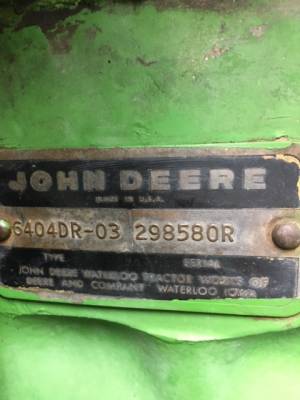 JOHN DEERE
MADE IN U.S.A.
6404DR-03 298580R
TYPE SERIAL
JOHN DEERE WATERLOO TRACTOR WORKS OF
DEERE AND COMPANY WATERLOO IOWA